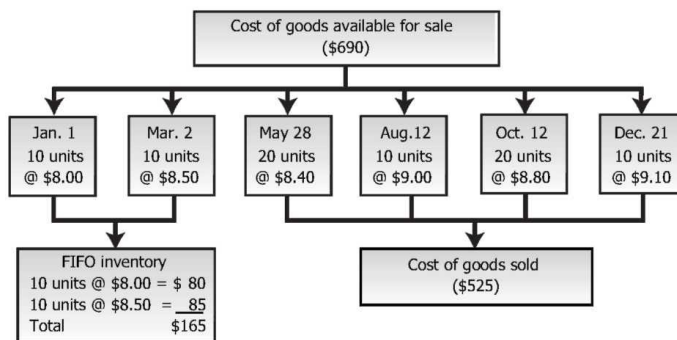 Cost of goods available for sale
($690)
Jan. 1
10 units
@ $8.00
Mar. 2
10 units
@ $8.50
May 28
20 units
@ $8.40
Aug.12
10 units
@ $9.00
Oct. 12
20 units
@ $8.80
Dec. 21
10 units
@ $9.10
FIFO inventory
10 units @ $8.00 = $ 80
10 units @ $8.50 = 85
Total $165
Cost of goods sold
($525)